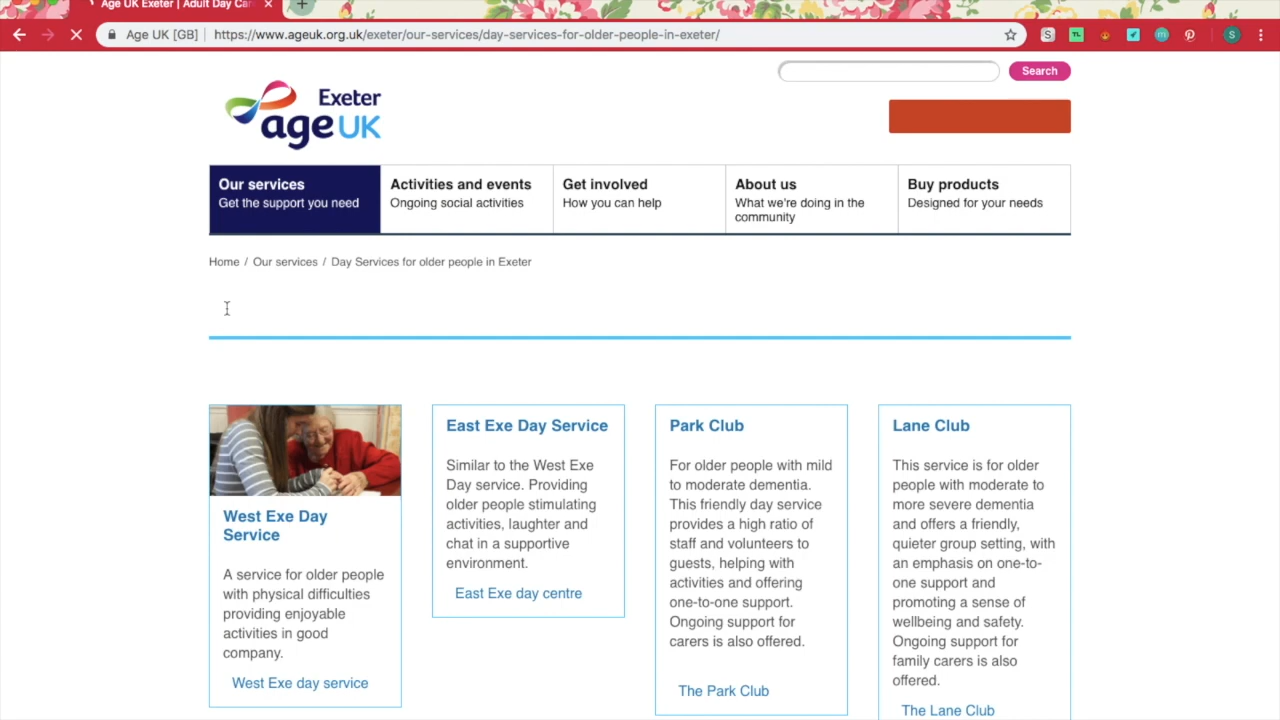 Age UK Exeter | Adult Day Car
Age UK [GB] https://www.ageuk.org.uk/exeter/our-services/day-services-for-older-people-in-exeter/
S TL m S
Search
Exeter
age UK
Our services
Get the support you need
Activities and events
Ongoing social activities
Get involved
How you can help
About us
What we're doing in the
community
Buy products
Designed for your needs
Home / Our services / Day Services for older people in Exeter
West Exe Day
Service
A service for older people
with physical difficulties
providing enjoyable
activities in good
company.
West Exe day service
East Exe Day Service
Similar to the West Exe
Day service. Providing
older people stimulating
activities, laughter and
chat in a supportive
environment.
East Exe day centre
Park Club
For older people with mild
to moderate dementia.
This friendly day service
provides a high ratio of
staff and volunteers to
guests, helping with
activities and offering
one-to-one support.
Ongoing support for
carers is also offered.
The Park Club
Lane Club
This service is for older
people with moderate to
more severe dementia
and offers a friendly,
quieter group setting, with
an emphasis on one-to-
one support and
promoting a sense of
wellbeing and safety.
Ongoing support for
family carers is also
offered.
The Lane Club